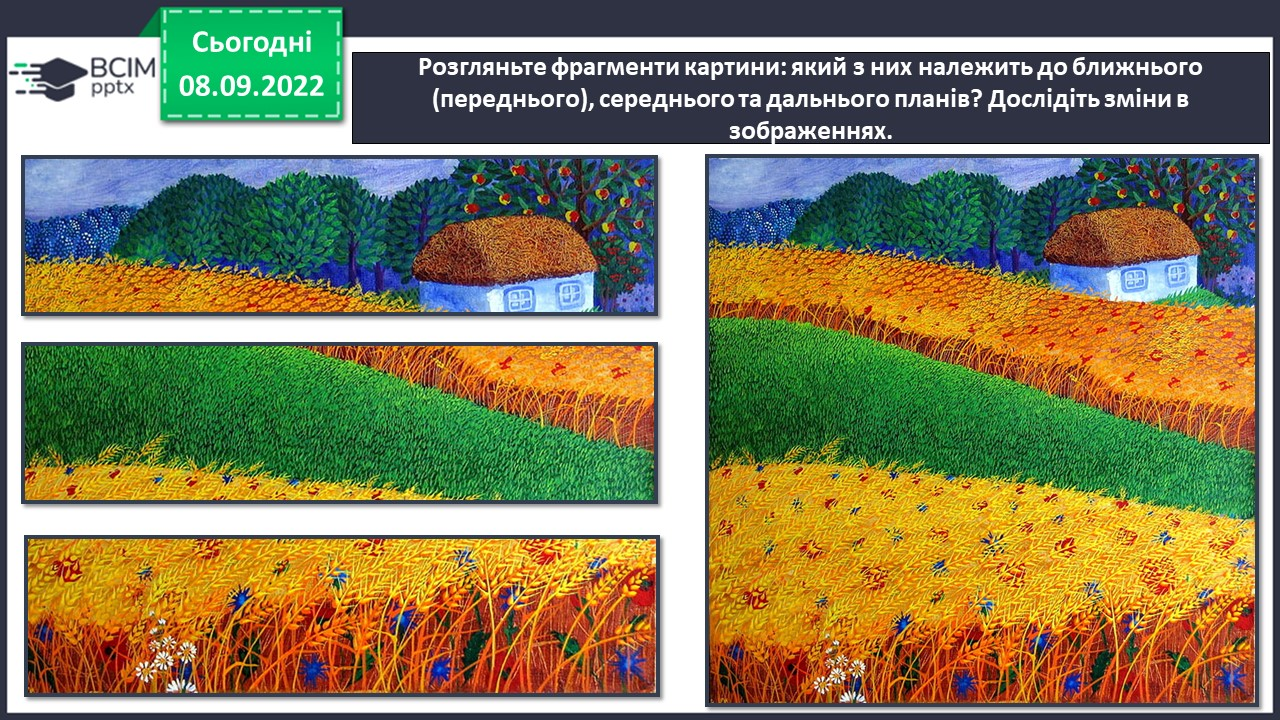 Сьогодні
08.09.2022
BCIM
pptx
Розгляньте фрагменти картини: який з них належить до ближнього
(переднього), середнього та дальнього планів? Дослідіть зміни в
зображеннях.